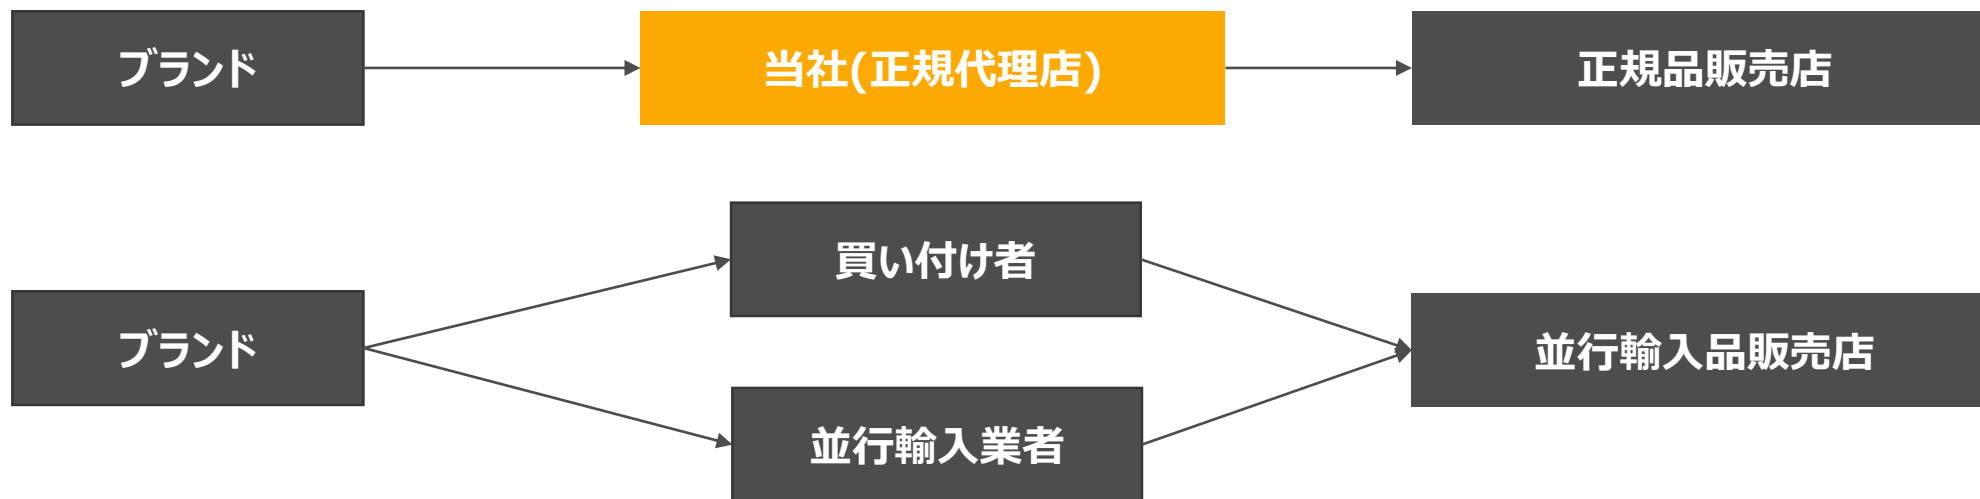 ブランド
当社(正規代理店)
正規品販売店
買い付け者
ブランド
並行輸入品販売店
並行輸入業者